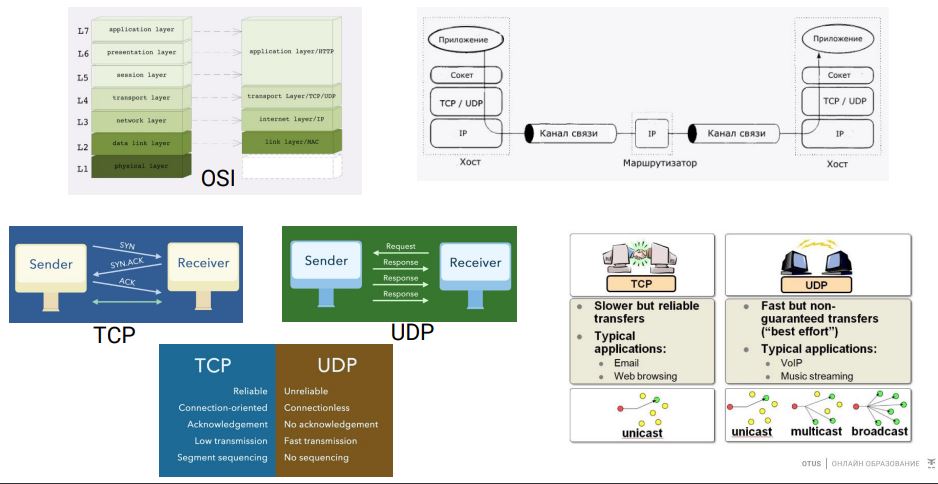 L7 application layer
L6 presentation layer
L5 session layer
L4 transport layer
L3 network layer
L2 data link layer
L1 physical layer
application layer/HTTP
transport Layer/TCP/UDP
internet layer/IP
link layer/MAC
OSI
Приложение
Сокет
TCP / UDP
IP
Хост
Канал связи
IP
Маршрутизатор
Канал связи
Приложение
Сокет
TCP / UDP
IP
Хост
Sender
SYN
SYN,ACK
ACK
Receiver
TCP
Sender
Request
Response
Response
Response
Receiver
UDP
TCP
Reliable
Connection-oriented
Acknowledgement
Low transmission
Segment sequencing
UDP
Unreliable
Connectionless
No acknowledgement
Fast transmission
No sequencing
TCP
Slower but reliable
transfers
Typical
applications:
Email
Web browsing
unicast
UDP
Fast but non-
guaranteed transfers
("best effort")
Typical applications:
VoIP
Music streaming
unicast multicast broadcast
OTUS | ОНЛАЙН ОБРАЗОВАНИЕ